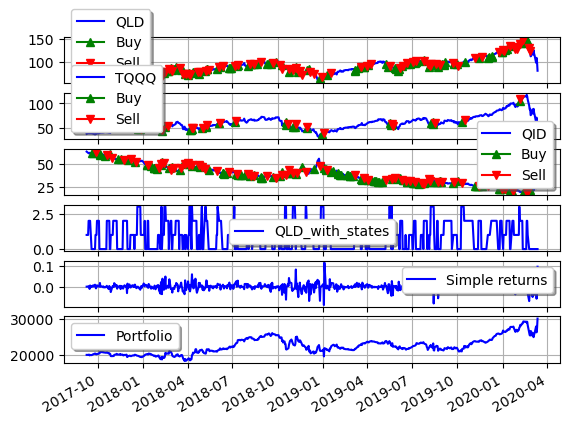 QLD
Buy
Sell
150
100
TQQQ
Buy
Sell
100
50
QID
Buy
Sell
50
25
2.5
0.0
QLD_with_states
0.1
0.0
Simple returns
30000
20000
Portfolio
2017-10 2018-01 2018-04 2018-07 2018-10 2019-01 2019-04 2019-07 2019-10 2020-01 2020-04